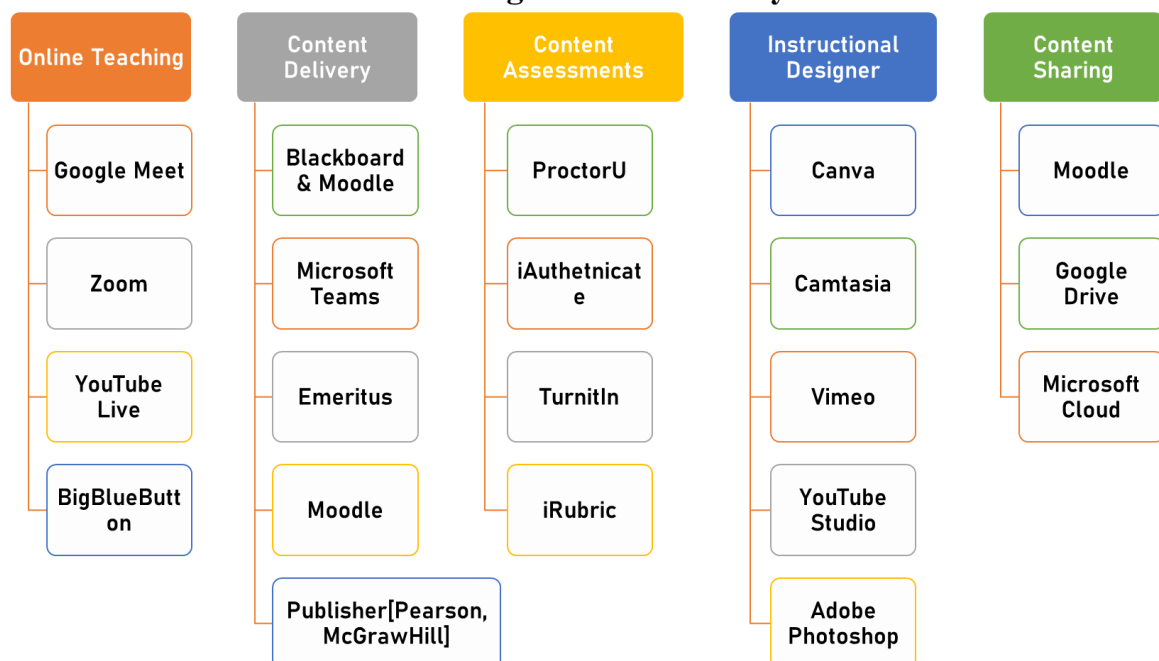 Online Teaching
Google Meet
Zoom
YouTube
Live
BigBlueButt
on
Content
Delivery
Blackboard
& Moodle
Microsoft
Teams
Emeritus
Moodle
Publisher[Pearson,
McGrawHill]
Content
Assessments
ProctorU
iAuthetnicat
e
TurnitIn
iRubric
Instructional
Designer
Canva
Camtasia
Vimeo
YouTube
Studio
Adobe
Photoshop
Content
Sharing
Moodle
Google
Drive
Microsoft
Cloud